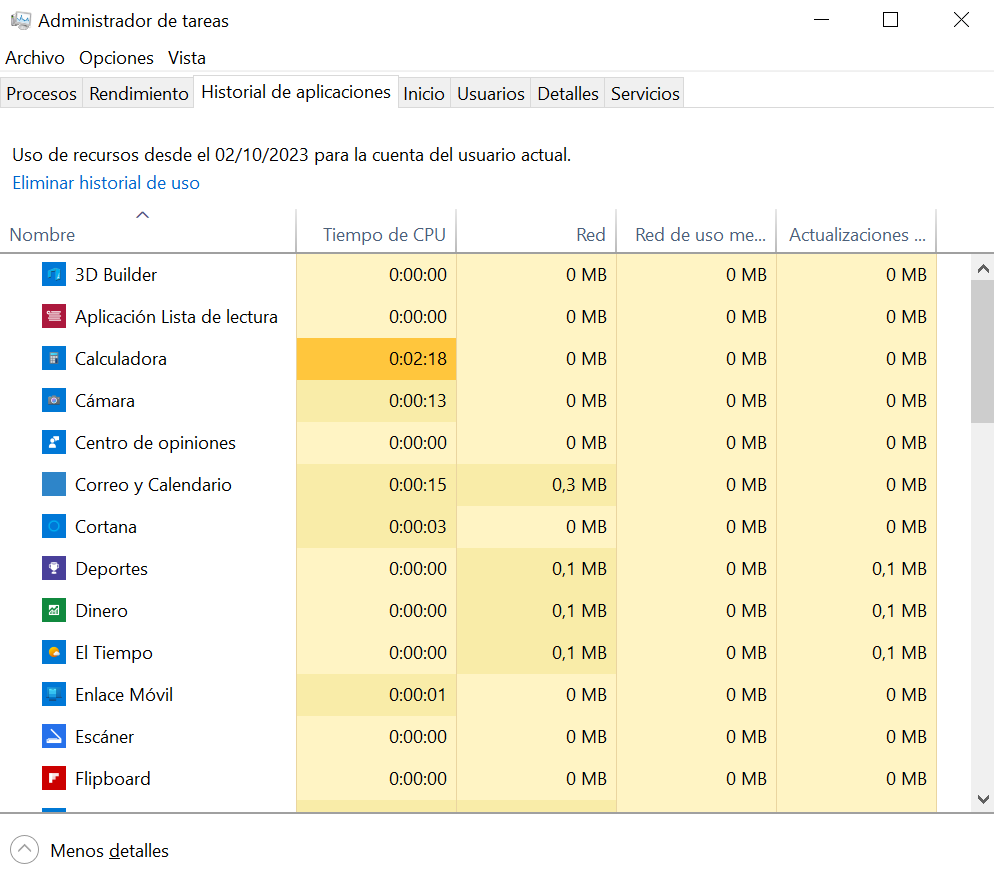 Administrador de tareas
Archivo Opciones Vista
Procesos Rendimiento Historial de aplicaciones Inicio Usuarios Detalles Servicios
Uso de recursos desde el 02/10/2023 para la cuenta del usuario actual.
Eliminar historial de uso
Nombre Tiempo de CPU Red Red de uso me... Actualizaciones ...
3D Builder 0:00:00 0 MB 0 MB 0 MB
Aplicación Lista de lectura 0:00:00 0 MB 0 MB 0 MB
Calculadora 0:02:18 0 MB 0 MB 0 MB
Cámara 0:00:13 0 MB 0 MB 0 MB
Centro de opiniones 0:00:00 0 MB 0 MB 0 MB
Correo y Calendario 0:00:15 0,3 MB 0 MB 0 MB
Cortana 0:00:03 0 MB 0 MB 0 MB
Deportes 0:00:00 0,1 MB 0 MB 0,1 MB
Dinero 0:00:00 0,1 MB 0 MB 0,1 MB
El Tiempo 0:00:00 0,1 MB 0 MB 0,1 MB
Enlace Móvil 0:00:01 0 MB 0 MB 0 MB
Escáner 0:00:00 0 MB 0 MB 0 MB
Flipboard 0:00:00 0 MB 0 MB 0 MB
Menos detalles